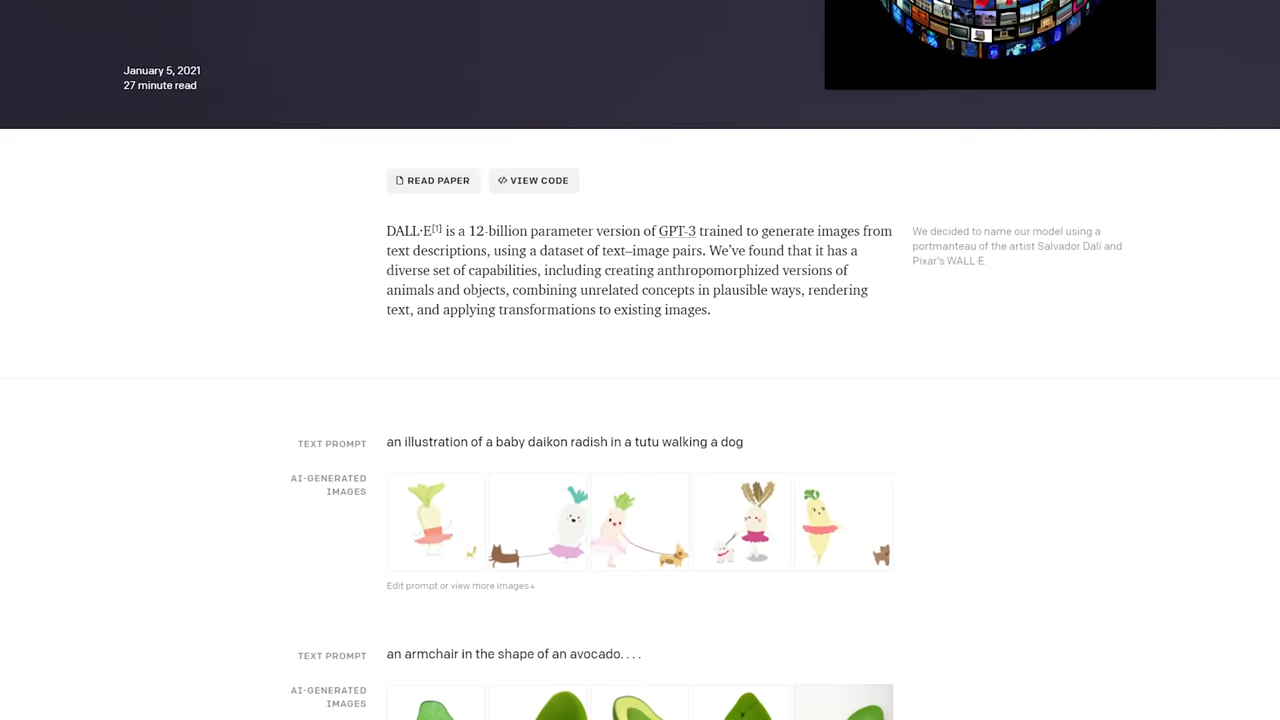 January 5, 2021
27 minute read
READ PAPER
VIEW CODE
DALL·E[1] is a 12-billion parameter version of GPT-3 trained to generate images from
text descriptions, using a dataset of text–image pairs. We’ve found that it has a
diverse set of capabilities, including creating anthropomorphized versions of
animals and objects, combining unrelated concepts in plausible ways, rendering
text, and applying transformations to existing images.
We decided to name our model using a
portmanteau of the artist Salvador Dalí and
Pixar’s WALL·E.
TEXT PROMPT
an illustration of a baby daikon radish in a tutu walking a dog
AI-GENERATED
IMAGES
Edit prompt or view more images↓
TEXT PROMPT
an armchair in the shape of an avocado. . . .
AI-GENERATED
IMAGES